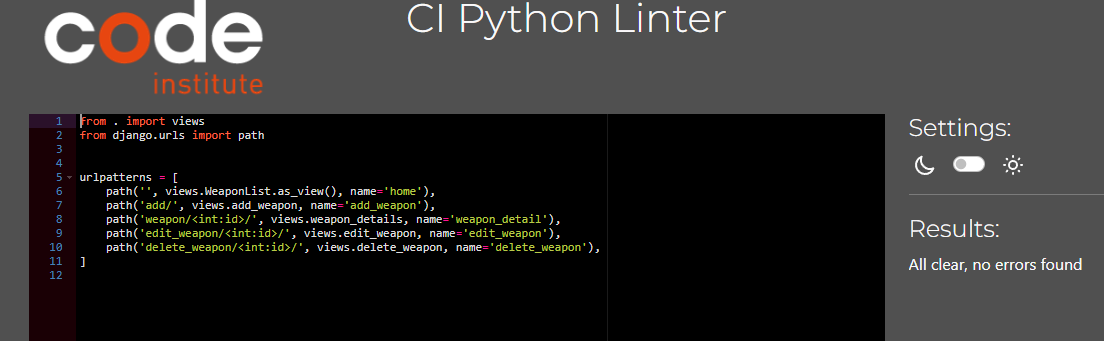 code
institute
CI Python Linter
1 from . import views
2 from django.urls import path
3
4
5 urlpatterns = [
6 path('', views.WeaponList.as_view(), name='home'),
7 path('add/', views.add_weapon, name='add_weapon'),
8 path('weapon/<int:id>/', views.weapon_details, name='weapon_detail'),
9 path('edit_weapon/<int:id>/', views.edit_weapon, name='edit_weapon'),
10 path('delete_weapon/<int:id>/', views.delete_weapon, name='delete_weapon'),
11 ]
12
Settings:
Results:
All clear, no errors found